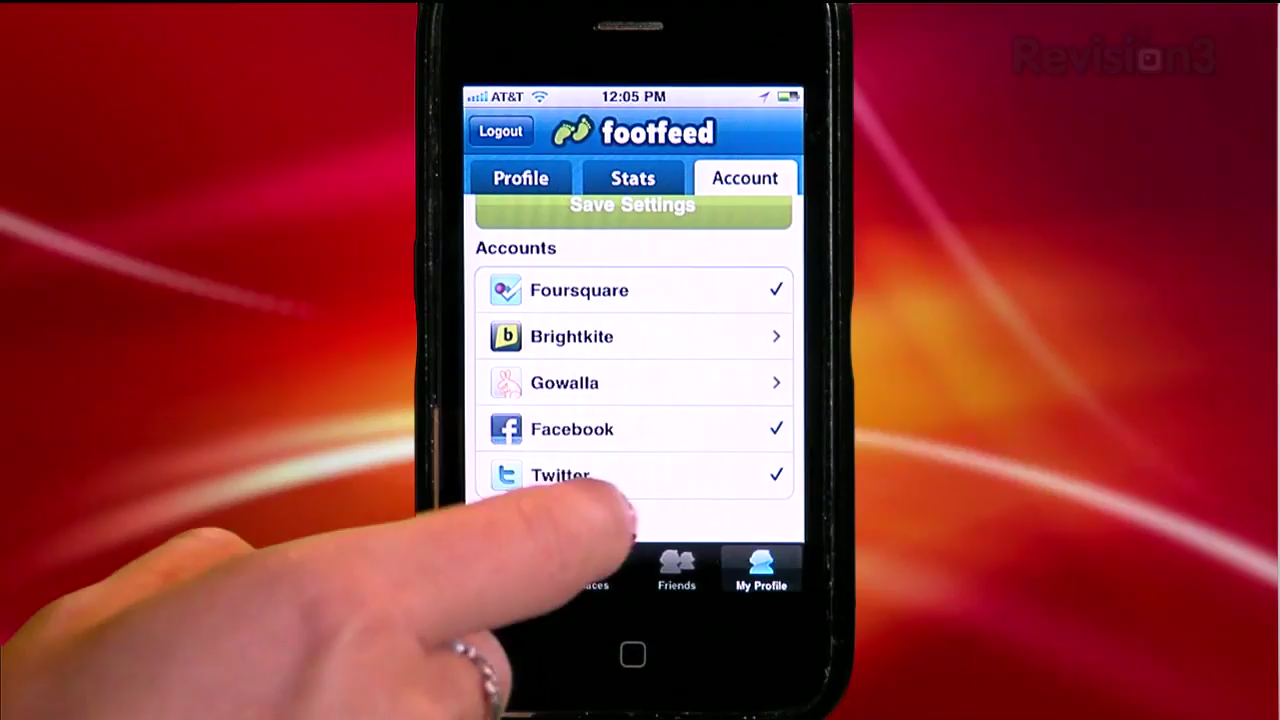 Revision3
AT&T 12:05 PM
Logout footfeed
Profile Stats Account
Save Settings
Accounts
Foursquare
b Brightkite
Gowalla
f Facebook
t Twitter
Friends My Profile